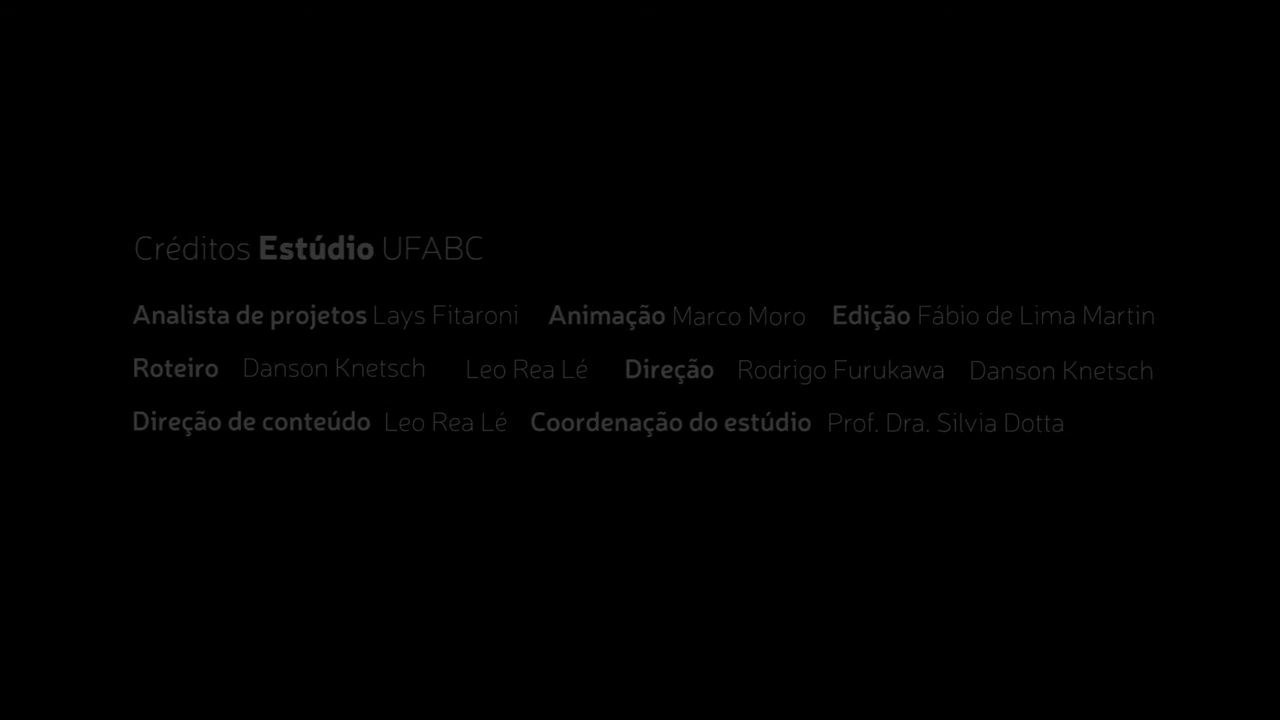 Créditos Estúdio UFABC
Analista de projetos Lays Fitaroni Animação Marco Moro Edição Fábio de Lima Martin
Roteiro Danson Knetsch Leo Rea Lé Direção Rodrigo Furukawa Danson Knetsch
Direção de conteúdo Leo Rea Lé Coordenação do estúdio Prof. Dra. Silvia Dotta